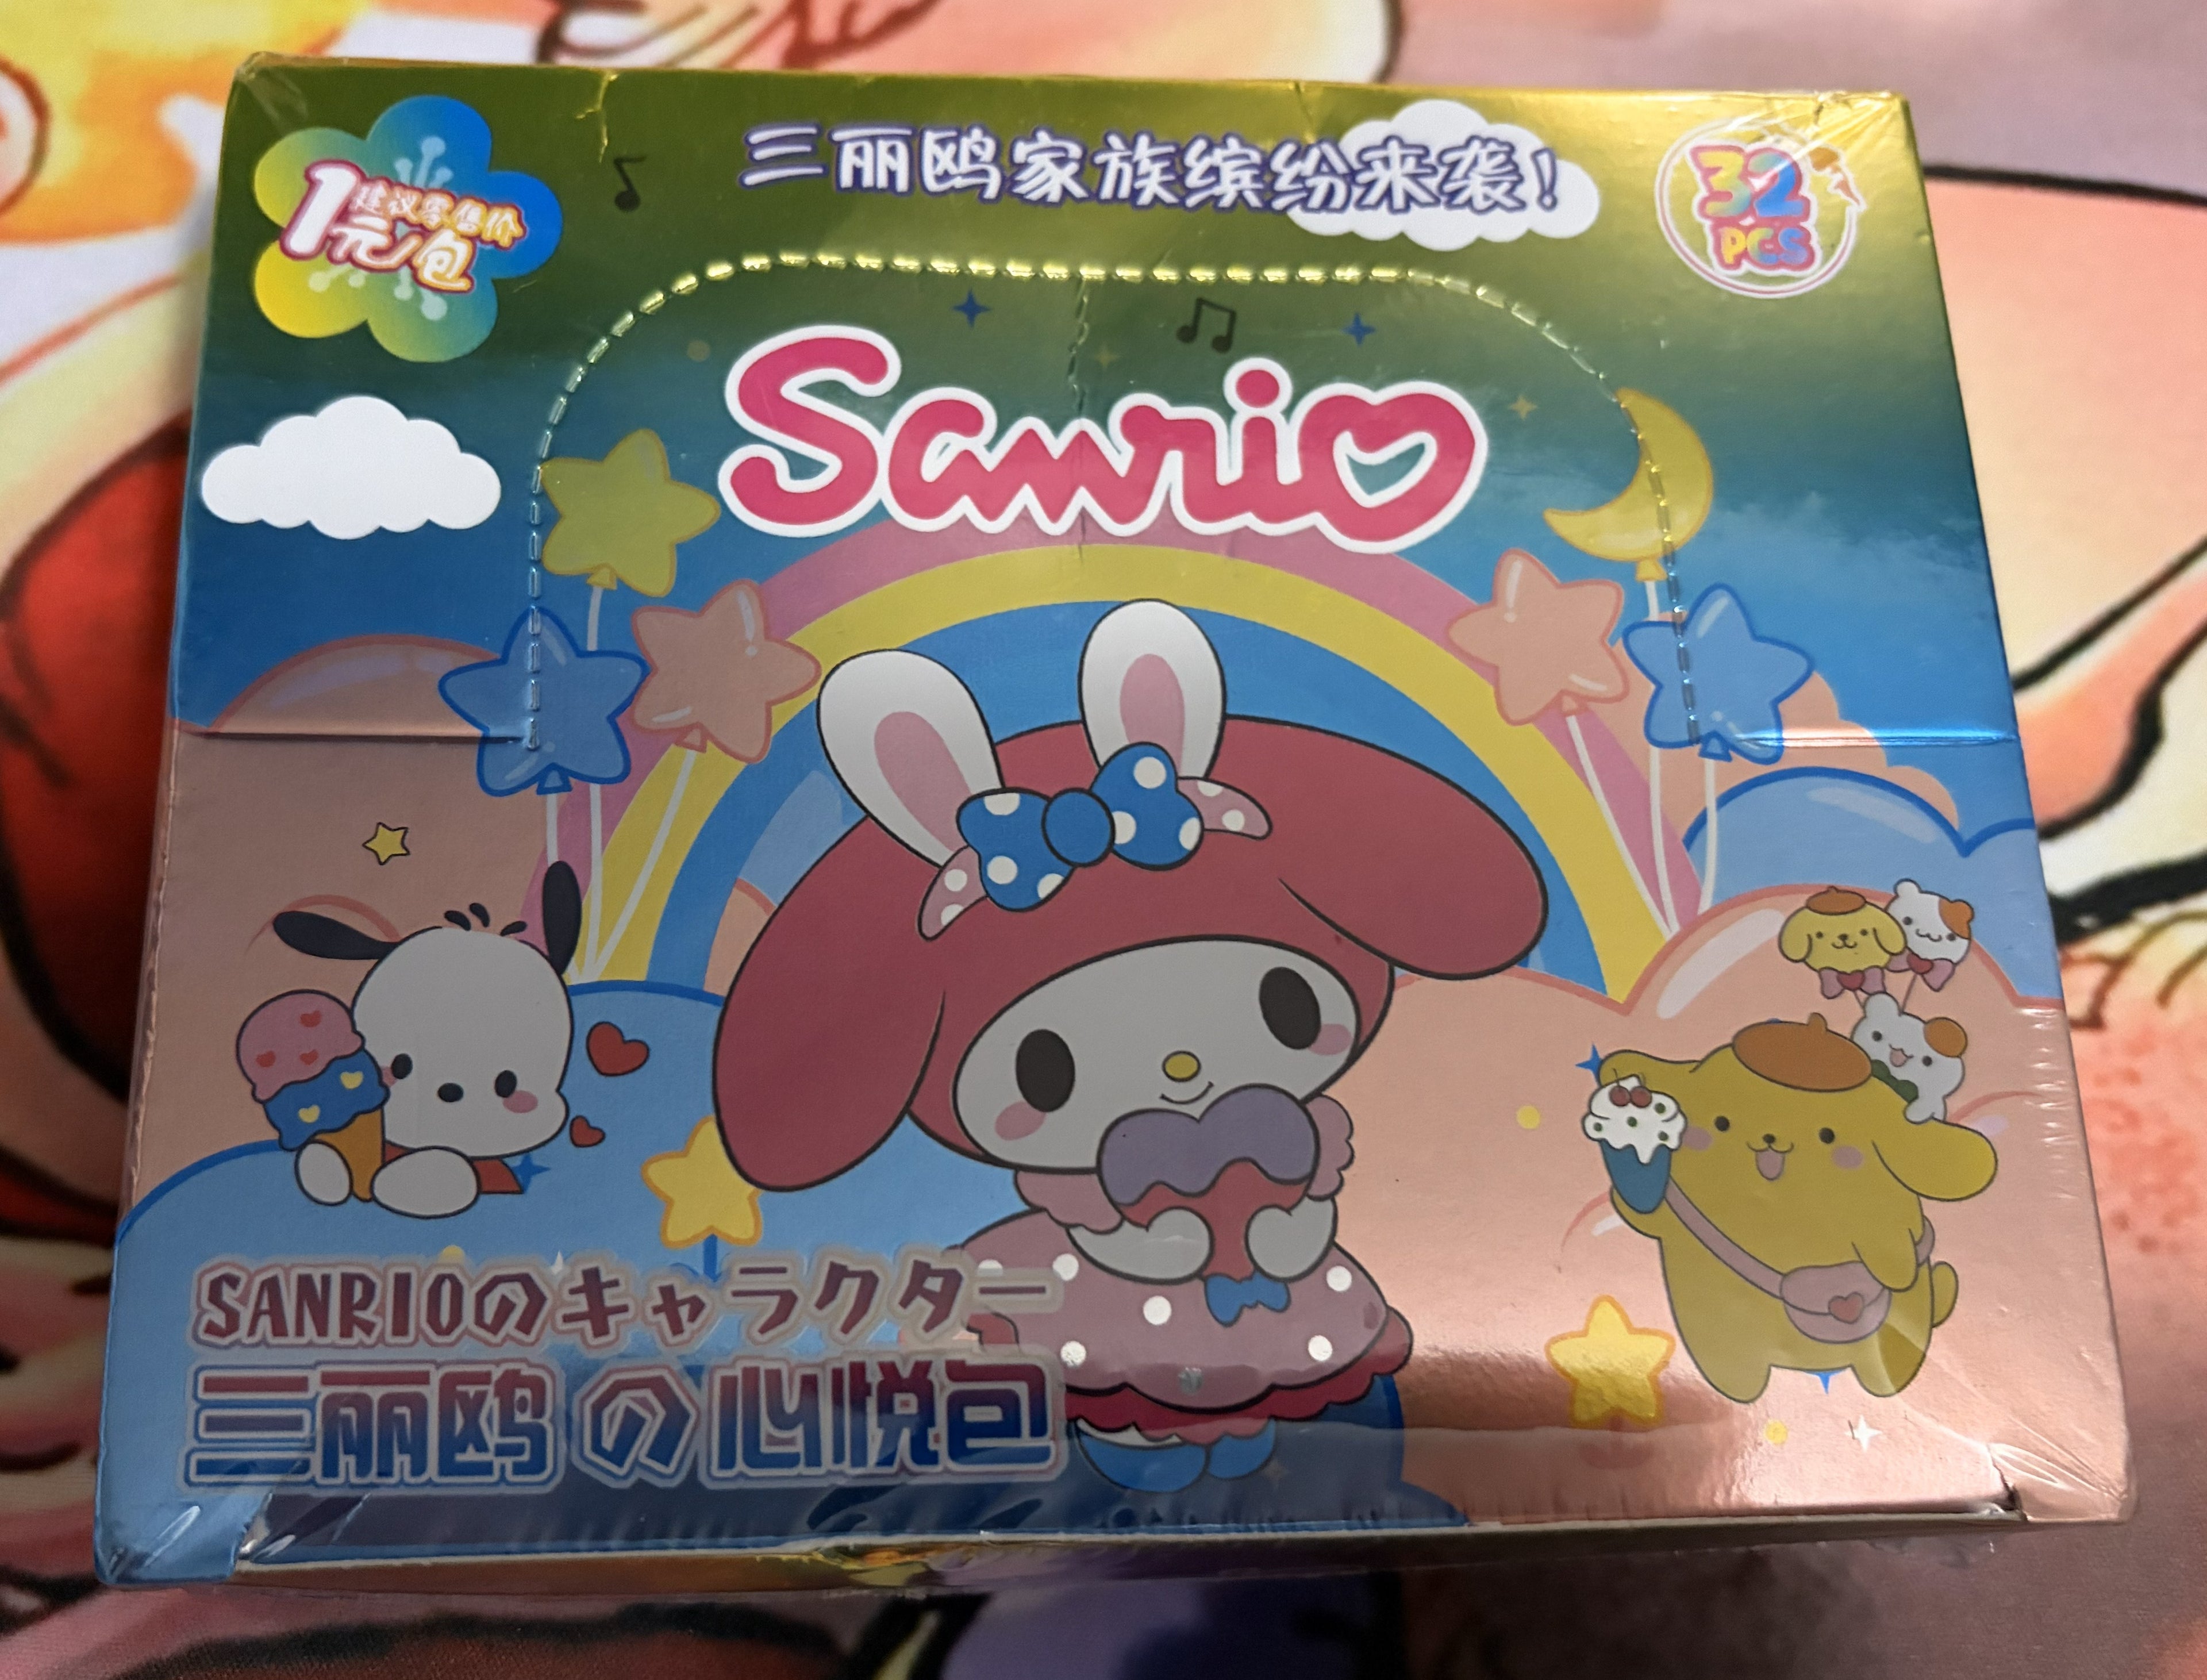 三丽鸥家族缤纷来袭!
建议零售价
1元/包
32
PCS
Sanrio
SANRIOのキャラクター
三丽鸥の心悦包